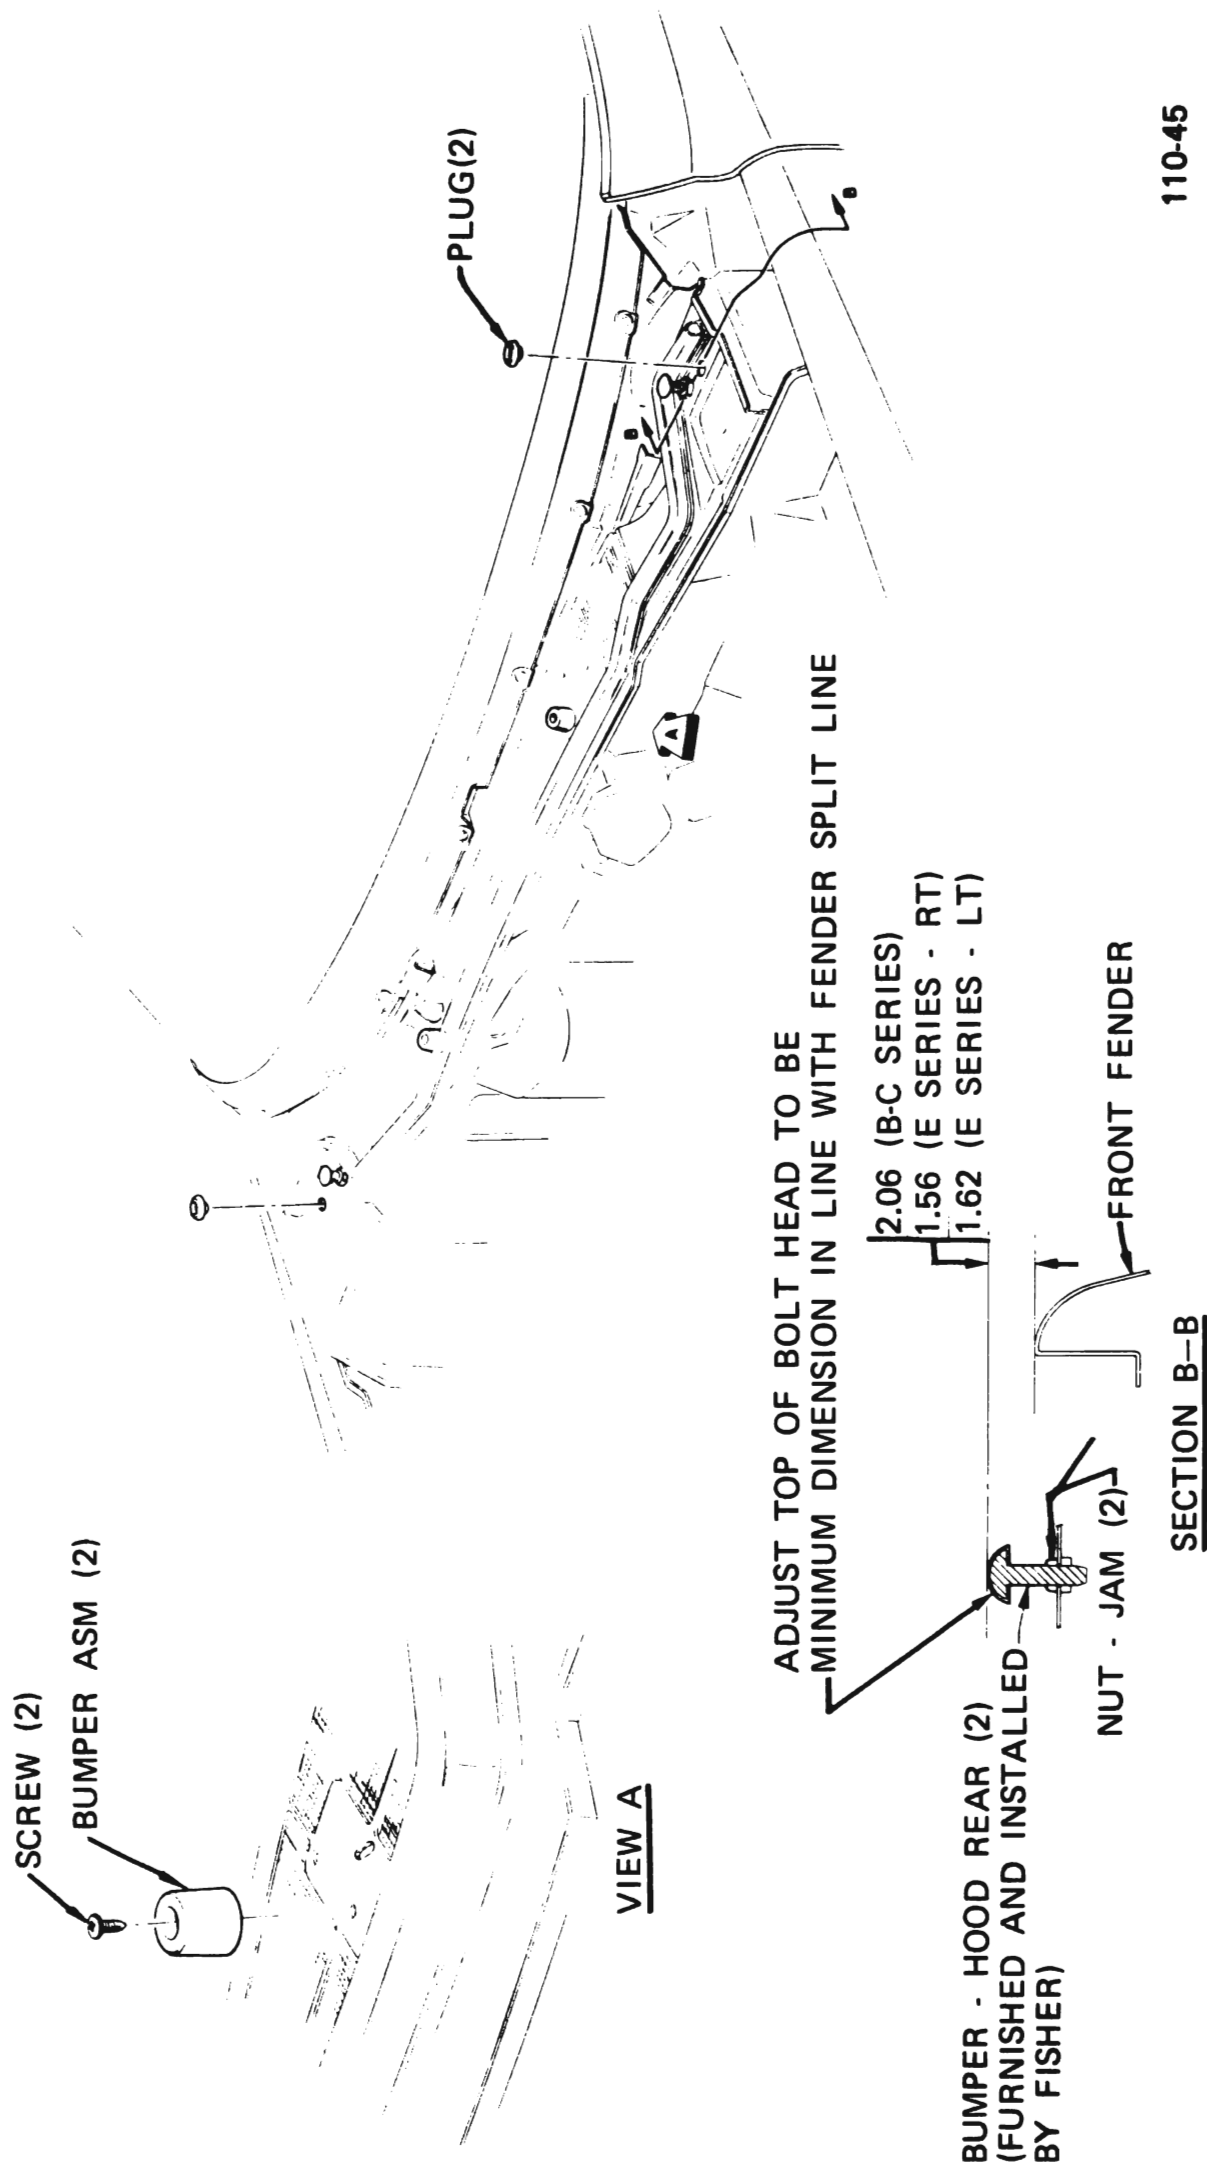 SCREW (2)
BUMPER ASM (2)
VIEW A
PLUG(2)
B
B
A
ADJUST TOP OF BOLT HEAD TO BE
MINIMUM DIMENSION IN LINE WITH FENDER SPLIT LINE
2.06 (B-C SERIES)
1.56 (E SERIES - RT)
1.62 (E SERIES - LT)
BUMPER - HOOD REAR (2)
(FURNISHED AND INSTALLED
BY FISHER)
NUT - JAM (2)
FRONT FENDER
SECTION B-B
110-45